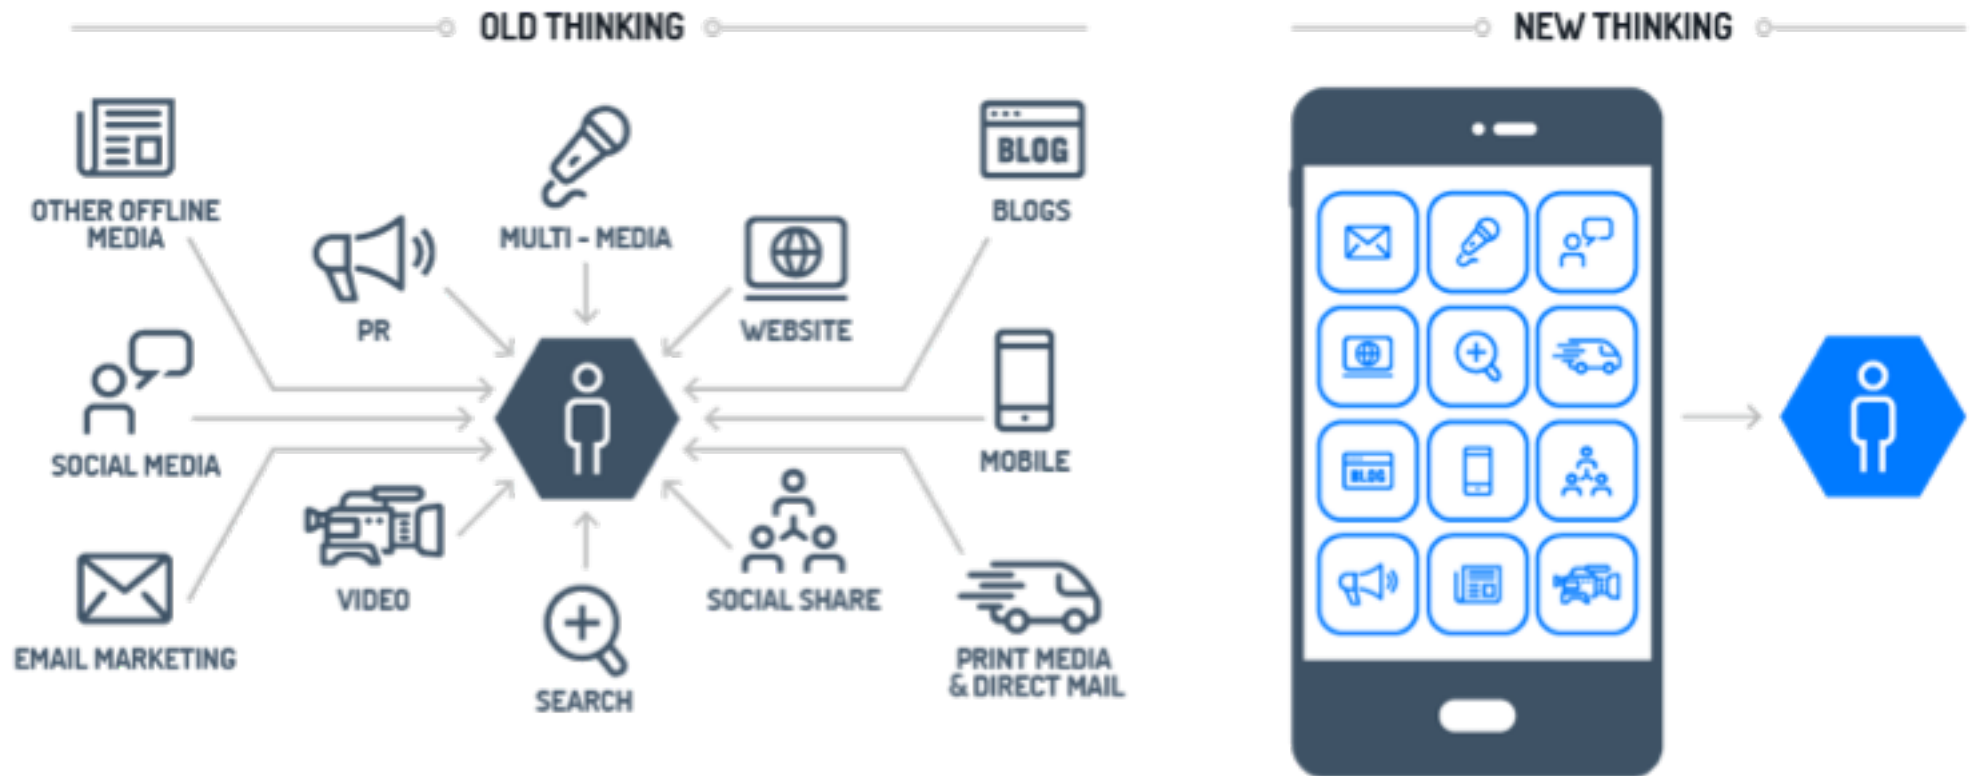 OLD THINKING
NEW THINKING
OTHER OFFLINE
MEDIA
MULTI - MEDIA
BLOG
BLOGS
PR
WEBSITE
SOCIAL MEDIA
MOBILE
VIDEO
SOCIAL SHARE
EMAIL MARKETING
SEARCH
PRINT MEDIA
& DIRECT MAIL
BLOG